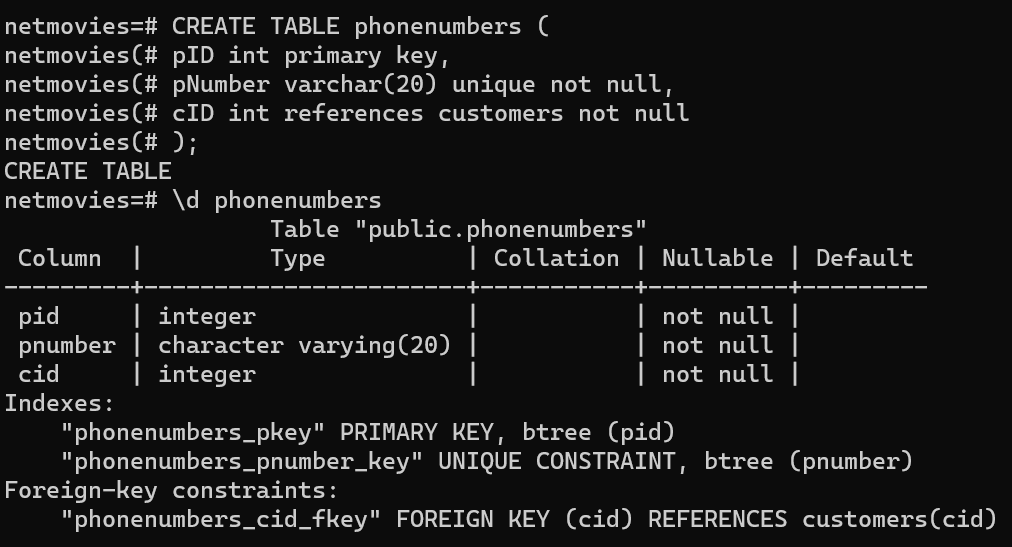 netmovies=# CREATE TABLE phonenumbers (
netmovies(# pID int primary key,
netmovies(# pNumber varchar(20) unique not null,
netmovies(# cID int references customers not null
netmovies(# );
CREATE TABLE
netmovies=# \d phonenumbers
                   Table "public.phonenumbers"
 Column  |         Type          | Collation | Nullable | Default
---------+-----------------------+-----------+----------+---------
 pid     | integer               |           | not null |
 pnumber | character varying(20) |           | not null |
 cid     | integer               |           | not null |
Indexes:
    "phonenumbers_pkey" PRIMARY KEY, btree (pid)
    "phonenumbers_pnumber_key" UNIQUE CONSTRAINT, btree (pnumber)
Foreign-key constraints:
    "phonenumbers_cid_fkey" FOREIGN KEY (cid) REFERENCES customers(cid)